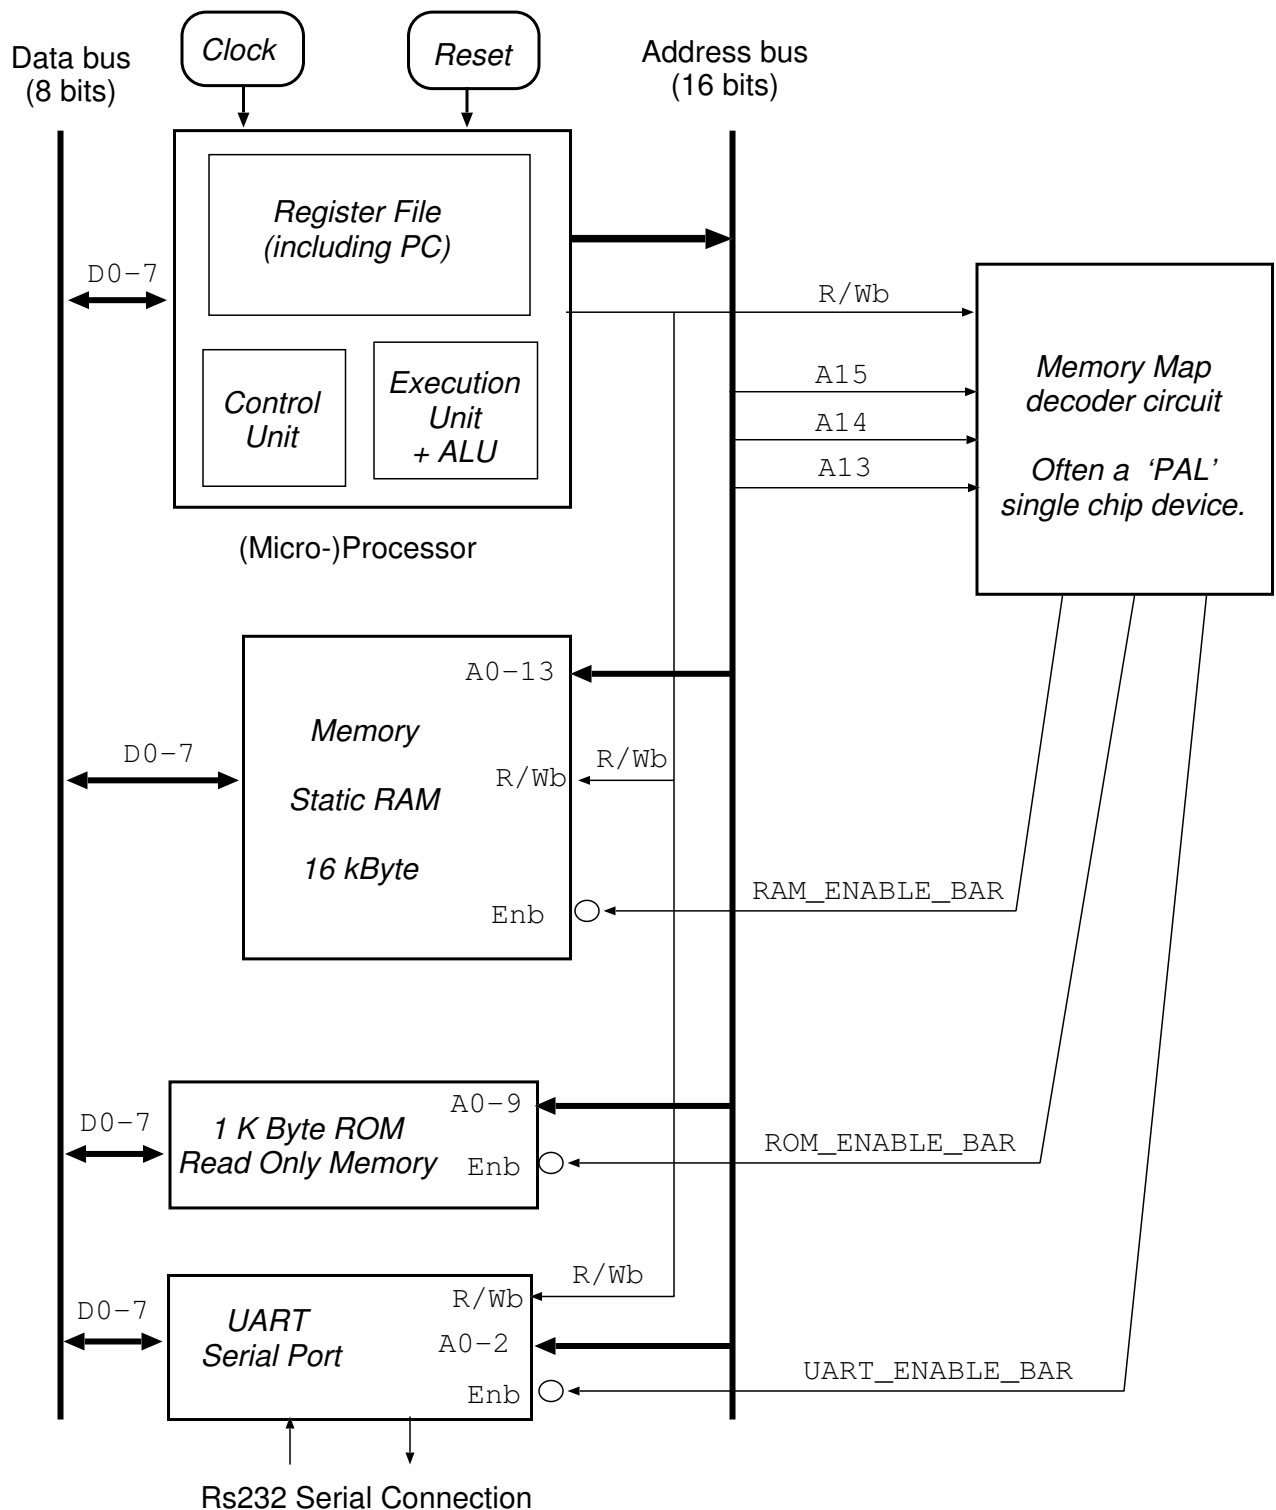 Data bus
(8 bits)
Clock
Reset
Address bus
(16 bits)
Register File
(including PC)
D0-7
Control
Unit
Execution
Unit
+ ALU
(Micro-)Processor
R/Wb
A15
A14
A13
Memory Map
decoder circuit
Often a 'PAL'
single chip device.
A0-13
Memory
D0-7
R/Wb
R/Wb
Static RAM
16 kByte
Enb
RAM_ENABLE_BAR
D0-7
1 K Byte ROM
Read Only Memory
A0-9
Enb
ROM_ENABLE_BAR
D0-7
UART
Serial Port
R/Wb
R/Wb
A0-2
Enb
UART_ENABLE_BAR
Rs232 Serial Connection